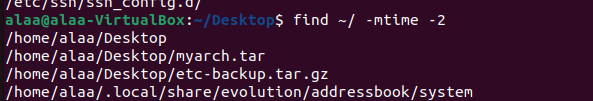 /etc/ssh/ssh_config.d/
alaa@alaa-VirtualBox:~/Desktop$ find ~/ -mtime -2
/home/alaa/Desktop
/home/alaa/Desktop/myarch.tar
/home/alaa/Desktop/etc-backup.tar.gz
/home/alaa/.local/share/evolution/addressbook/system